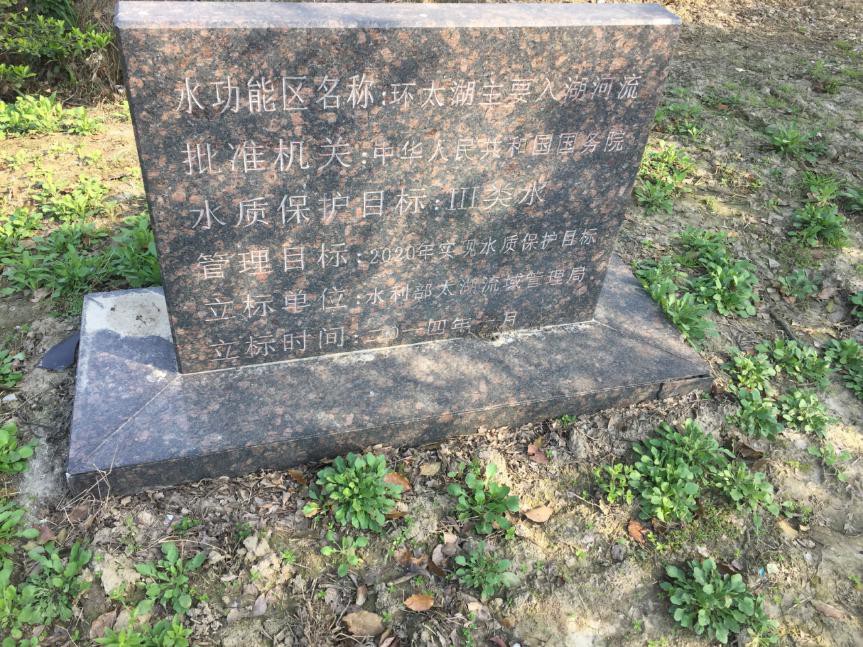 水功能区名称:环太湖主要入湖河流
批准机关:中华人民共和国国务院
水质保护目标:III类水
管理目标:2020年实现水质保护目标
立标单位:水利部太湖流域管理局
立标时间:二〇一四年一月